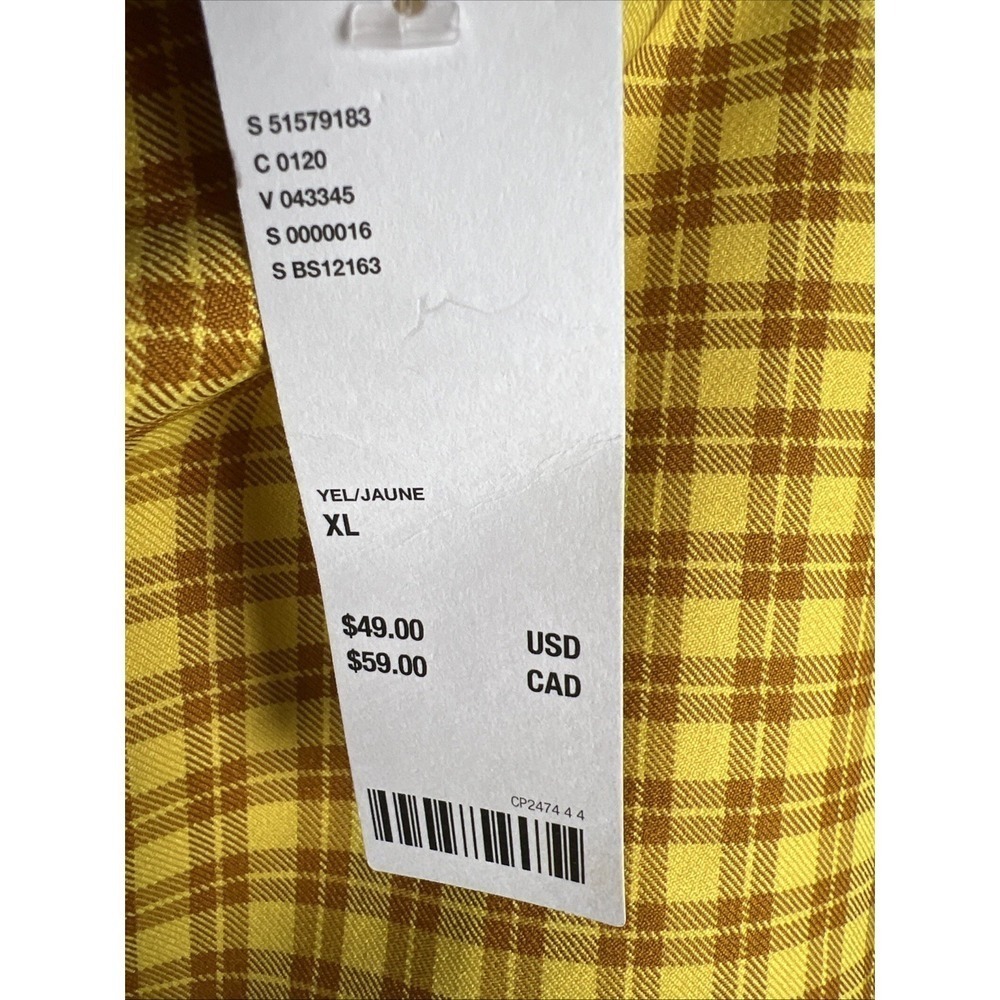 S 51579183
C 0120
V 043345
S 0000016
S BS12163
YEL/JAUNE
XL
$49.00 USD
$59.00 CAD
CP2474 4 4